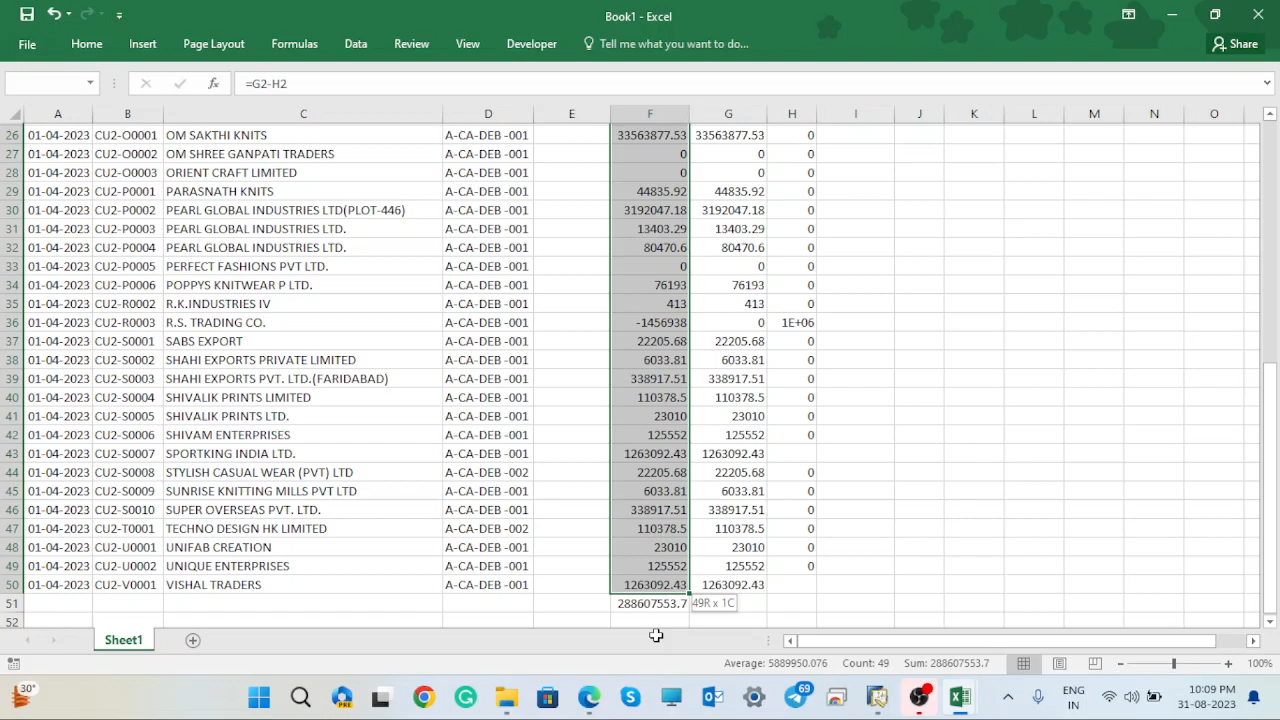 Book1 - Excel
File Home Insert Page Layout Formulas Data Review View Developer Tell me what you want to do... Share
fx =G2-H2
A B C D E F G H I J K L M N O
26 01-04-2023 CU2-O0001 OM SAKTHI KNITS A-CA-DEB -001 33563877.53 33563877.53 0
27 01-04-2023 CU2-O0002 OM SHREE GANPATI TRADERS A-CA-DEB -001 0 0 0
28 01-04-2023 CU2-O0003 ORIENT CRAFT LIMITED A-CA-DEB -001 0 0 0
29 01-04-2023 CU2-P0001 PARASNATH KNITS A-CA-DEB -001 44835.92 44835.92 0
30 01-04-2023 CU2-P0002 PEARL GLOBAL INDUSTRIES LTD(PLOT-446) A-CA-DEB -001 3192047.18 3192047.18 0
31 01-04-2023 CU2-P0003 PEARL GLOBAL INDUSTRIES LTD. A-CA-DEB -001 13403.29 13403.29 0
32 01-04-2023 CU2-P0004 PEARL GLOBAL INDUSTRIES LTD. A-CA-DEB -001 80470.6 80470.6 0
33 01-04-2023 CU2-P0005 PERFECT FASHIONS PVT LTD. A-CA-DEB -001 0 0 0
34 01-04-2023 CU2-P0006 POPPYS KNITWEAR P LTD. A-CA-DEB -001 76193 76193 0
35 01-04-2023 CU2-R0002 R.K.INDUSTRIES IV A-CA-DEB -001 413 413 0
36 01-04-2023 CU2-R0003 R.S. TRADING CO. A-CA-DEB -001 -1456938 0 1E+06
37 01-04-2023 CU2-S0001 SABS EXPORT A-CA-DEB -001 22205.68 22205.68 0
38 01-04-2023 CU2-S0002 SHAHI EXPORTS PRIVATE LIMITED A-CA-DEB -001 6033.81 6033.81 0
39 01-04-2023 CU2-S0003 SHAHI EXPORTS PVT. LTD.(FARIDABAD) A-CA-DEB -001 338917.51 338917.51 0
40 01-04-2023 CU2-S0004 SHIVALIK PRINTS LIMITED A-CA-DEB -001 110378.5 110378.5 0
41 01-04-2023 CU2-S0005 SHIVALIK PRINTS LTD. A-CA-DEB -001 23010 23010 0
42 01-04-2023 CU2-S0006 SHIVAM ENTERPRISES A-CA-DEB -001 125552 125552 0
43 01-04-2023 CU2-S0007 SPORTKING INDIA LTD. A-CA-DEB -001 1263092.43 1263092.43
44 01-04-2023 CU2-S0008 STYLISH CASUAL WEAR (PVT) LTD A-CA-DEB -002 22205.68 22205.68 0
45 01-04-2023 CU2-S0009 SUNRISE KNITTING MILLS PVT LTD A-CA-DEB -001 6033.81 6033.81 0
46 01-04-2023 CU2-S0010 SUPER OVERSEAS PVT. LTD. A-CA-DEB -001 338917.51 338917.51 0
47 01-04-2023 CU2-T0001 TECHNO DESIGN HK LIMITED A-CA-DEB -002 110378.5 110378.5 0
48 01-04-2023 CU2-U0001 UNIFAB CREATION A-CA-DEB -001 23010 23010 0
49 01-04-2023 CU2-U0002 UNIQUE ENTERPRISES A-CA-DEB -001 125552 125552 0
50 01-04-2023 CU2-V0001 VISHAL TRADERS A-CA-DEB -001 1263092.43 1263092.43
51 288607553.7 49R x 1C
52
Sheet1
Average: 5889950.076 Count: 49 Sum: 288607553.7 100%
30° PRE 69 ENG IN 10:09 PM 31-08-2023